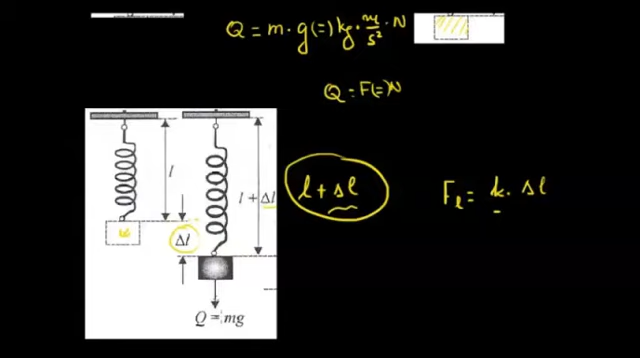 Q = m · g (=) kg · m/s² · N
Q = F (=) N
l
l + Δl
Δl
Q = mg
l + Δl
Fₑ = k · Δl